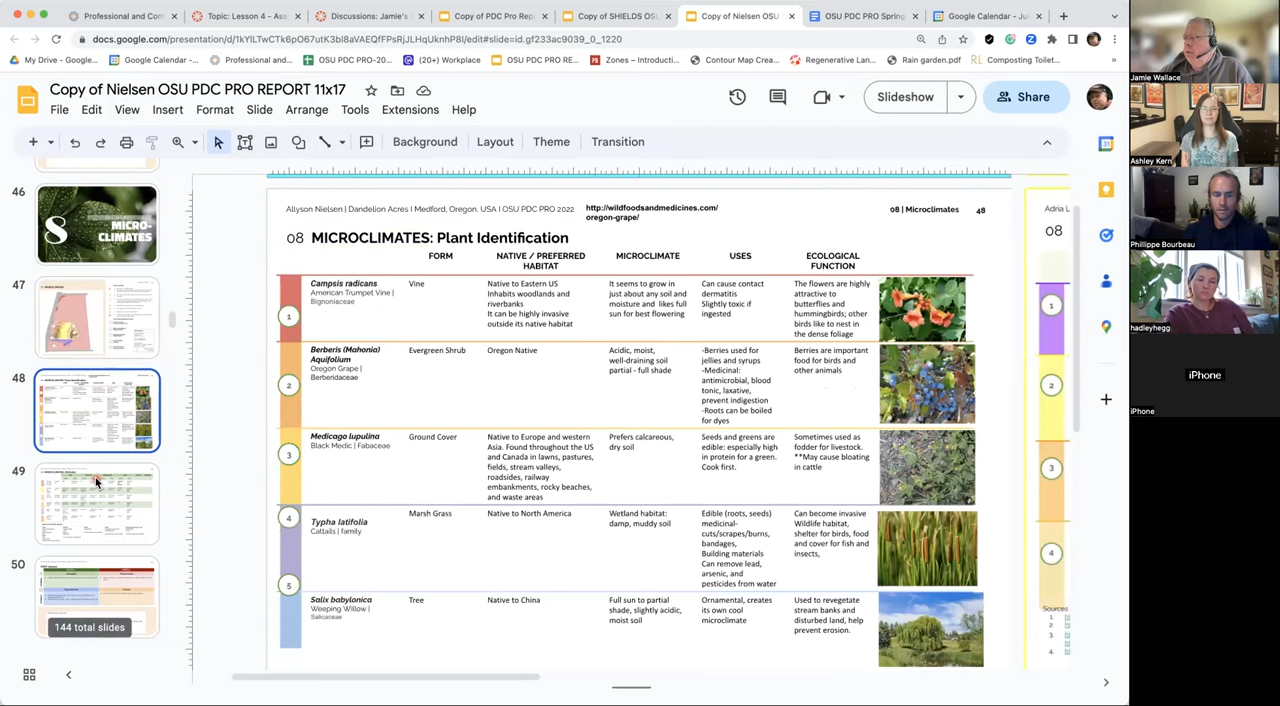 Professional and Con
Topic: Lesson 4 - Ass
Discussions: Jamie's
Copy of PDC Pro Rep
Copy of SHIELDS OSU
Copy of Nielsen OSU
OSU PDC PRO Spring
Google Calendar - Ju
docs.google.com/presentation/d/1kYlLTwCTk6pO67utK3bl8aVAEQfFPsRjJLHqUknhP8I/edit#slide=id.gf233ac9039_0_1220
My Drive - Google...
Google Calendar -...
Professional and...
OSU PDC PRO-20...
(20+) Workplace
OSU PDC PRO RE...
Zones – Introducti...
Contour Map Crea...
Regenerative Lan...
Rain garden.pdf
Composting Toilet...
Copy of Nielsen OSU PDC PRO REPORT 11x17
File Edit View Insert Format Slide Arrange Tools Extensions Help
Slideshow
Share
Background Layout Theme Transition
46
8 MICRO-
CLIMATES
47
48
49
50
144 total slides
Allyson Nielsen | Dandelion Acres I Medford, Oregon, USA I OSU PDC PRO 2022
http://wildfoodsandmedicines.com/
oregon-grape/
08 | Microclimates 48
08 MICROCLIMATES: Plant Identification
FORM
NATIVE / PREFERRED
HABITAT
MICROCLIMATE
USES
ECOLOGICAL
FUNCTION
1
Campsis radicans
American Trumpet Vine |
Bignoniaceae
Vine
Native to Eastern US
Inhabits woodlands and
riverbanks
It can be highly invasive
outside its native habitat
It seems to grow in
just about any soil and
moisture and likes full
sun for best flowering
Can cause contact
dermatitis
Slightly toxic if
ingested
The flowers are highly
attractive to
butterflies and
hummingbirds; other
birds like to nest in
the dense foliage
2
Berberis (Mahonia)
Aquifolium
Oregon Grape |
Berberidaceae
Evergreen Shrub
Oregon Native
Acidic, moist,
well-draining soil
partial - full shade
-Berries used for
jellies and syrups
-Medicinal:
antimicrobial, blood
tonic, laxative,
prevent indigestion
-Roots can be boiled
for dyes
Berries are important
food for birds and
other animals
3
Medicago lupulina
Black Medic | Fabaceae
Ground Cover
Native to Europe and western
Asia. Found throughout the US
and Canada in lawns, pastures,
fields, stream valleys,
roadsides, railway
embankments, rocky beaches,
and waste areas
Prefers calcareous,
dry soil
Seeds and greens are
edible: especially high
in protein for a green.
Cook first.
Sometimes used as
fodder for livestock.
**May cause bloating
in cattle
4
Typha latifolia
Cattails | family
Marsh Grass
Native to North America
Wetland habitat:
damp, muddy soil
Edible (roots, seeds)
medicinal-
cuts/scrapes/burns,
bandages,
Building materials
Can remove lead,
arsenic, and
pesticides from water
Can become invasive
Wildlife habitat,
shelter for birds, food
and cover for fish and
insects,
5
Salix babylonica
Weeping Willow |
Salicaceae
Tree
Native to China
Full sun to partial
shade, slightly acidic,
moist soil
Ornamental, creates
its own cool
microclimate
Used to revegetate
stream banks and
disturbed land, help
prevent erosion.
Adria L
08
1
2
3
4
Sources
1.
2.
3.
4.
Jamie Wallace
Ashley Kern
Phillippe Bourbeau
hadleyhegg
iPhone
iPhone